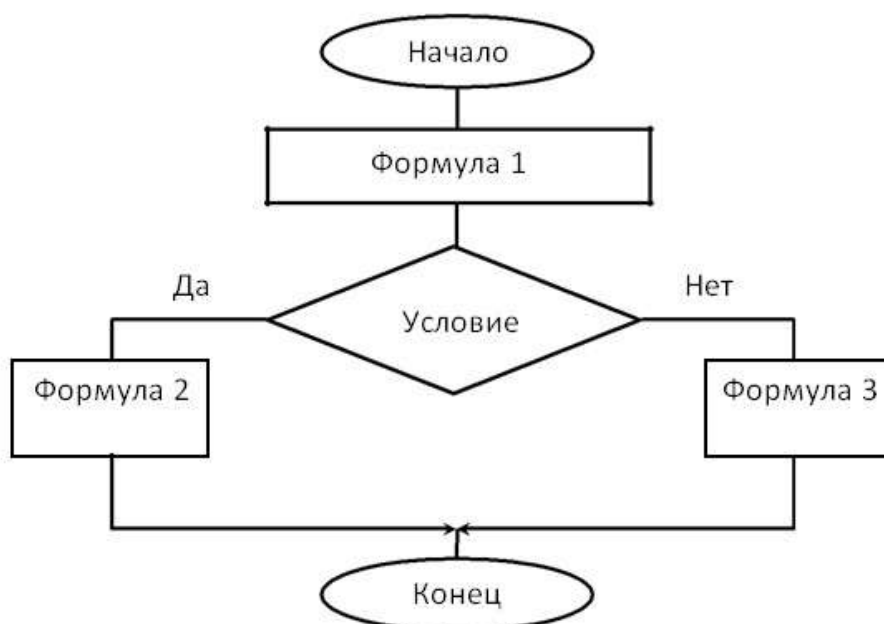 Начало
Формула 1
Да
Нет
Условие
Формула 2
Формула 3
Конец